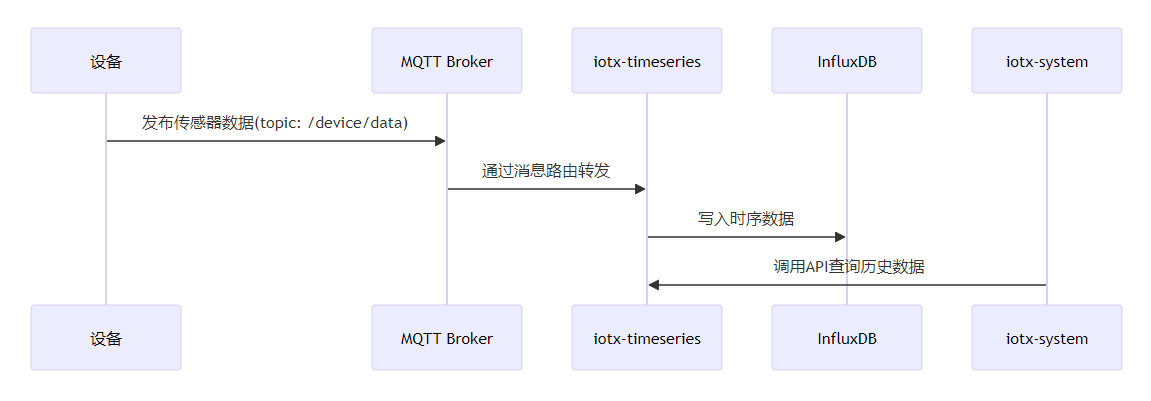 设备
MQTT Broker
iotx-timeseries
InfluxDB
iotx-system
发布传感器数据(topic: /device/data)
通过消息路由转发
写入时序数据
调用API查询历史数据
设备
MQTT Broker
iotx-timeseries
InfluxDB
iotx-system